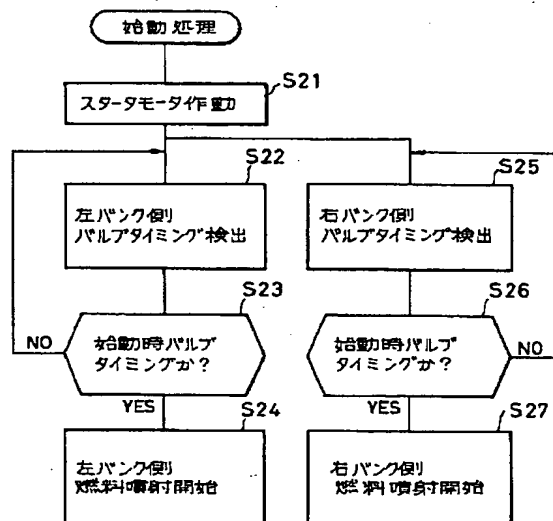 始動処理
S21
スタータモータ作動
S22
左バンク側
バルブタイミング検出
S23
始動時バルブ
タイミングか?
NO
YES
S24
左バンク側
燃料噴射開始
S25
右バンク側
バルブタイミング検出
S26
始動時バルブ
タイミングか?
NO
YES
S27
右バンク側
燃料噴射開始